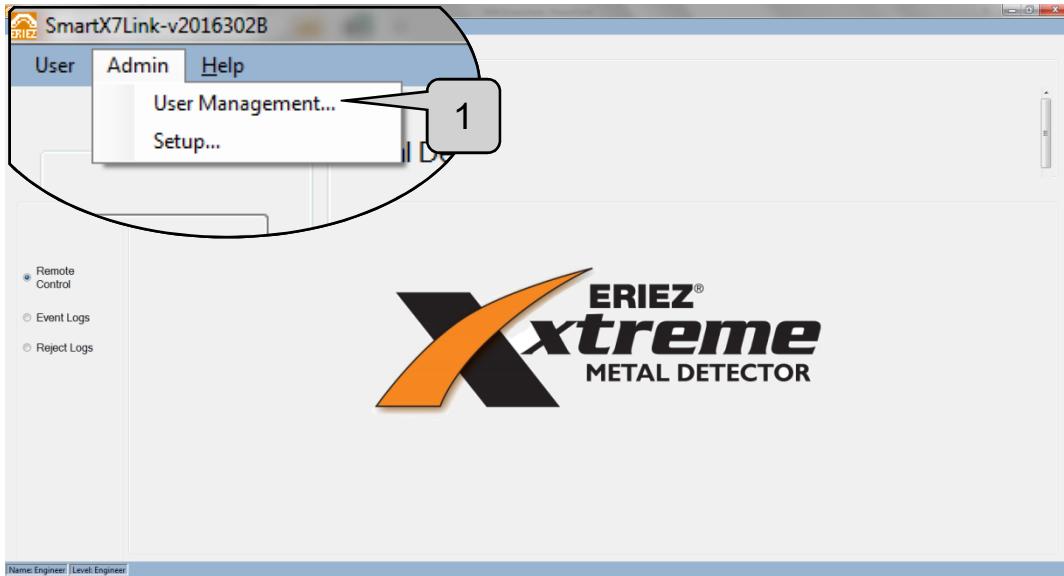 SmartX7Link-v2016302B
User Admin Help
User Management...
1
Setup...
Remote
Control
Event Logs
Reject Logs
ERIEZ®
xtreme
METAL DETECTOR
Name: Engineer Level: Engineer